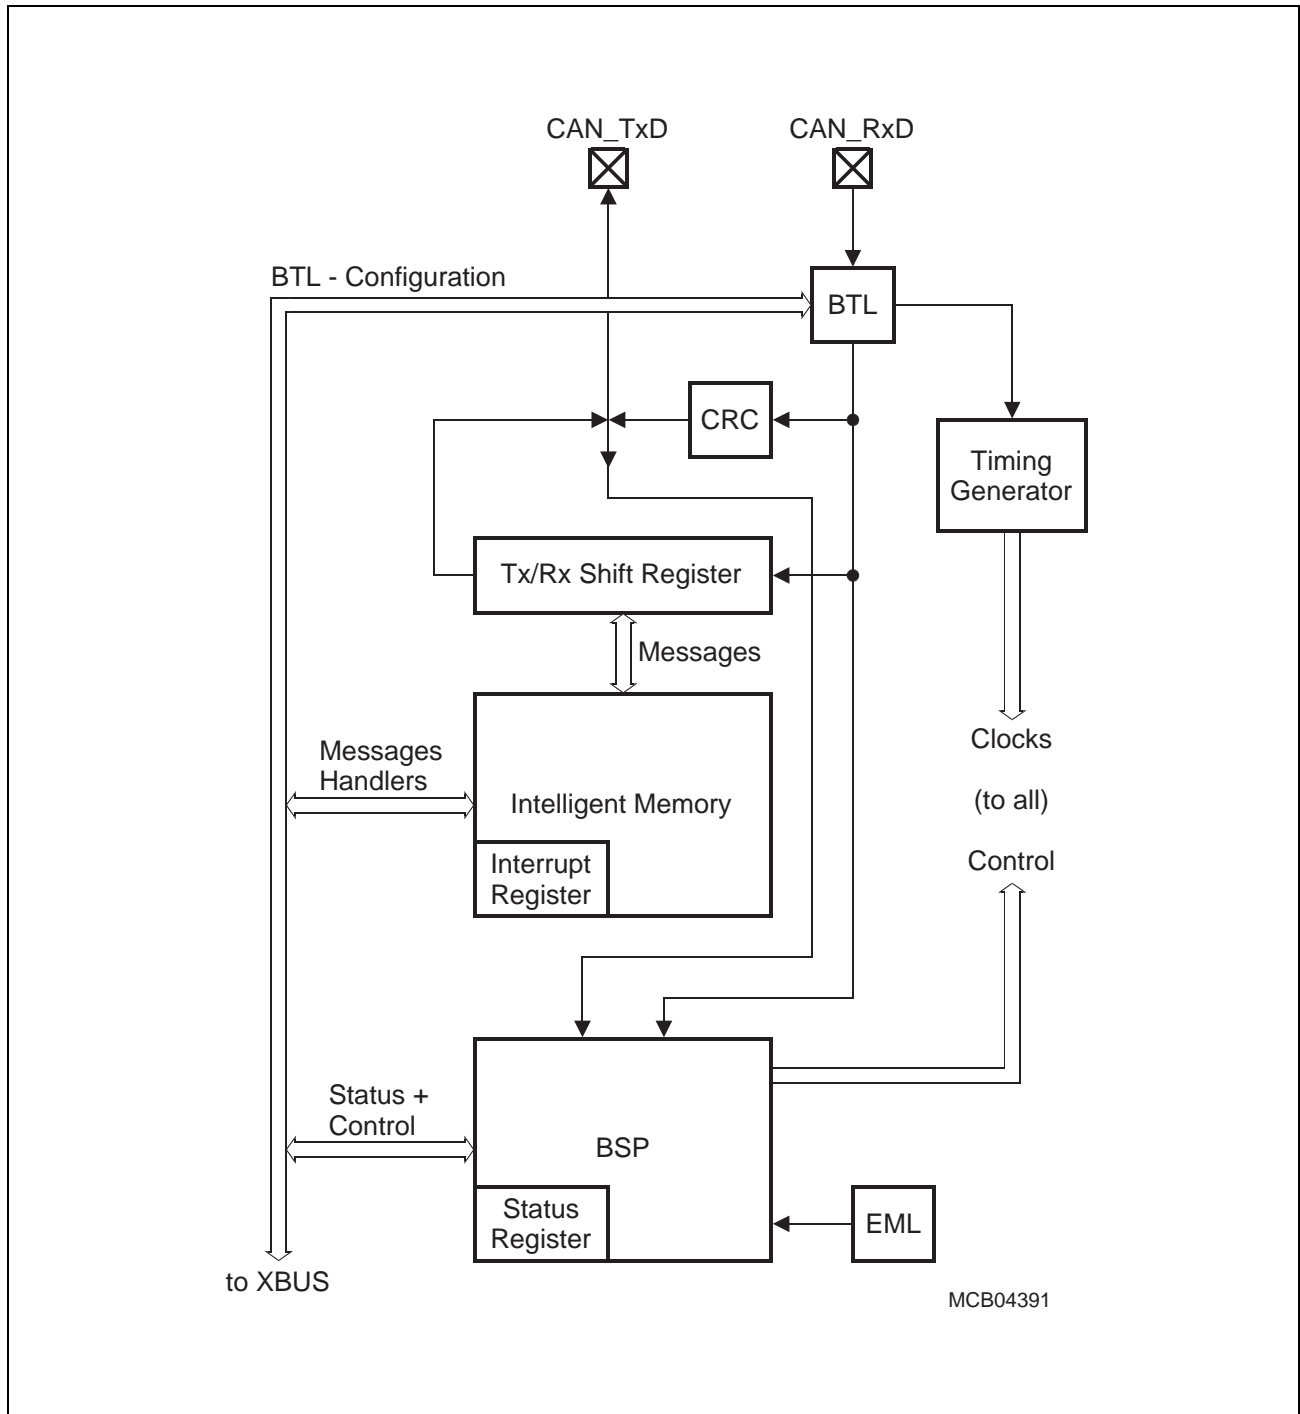 CAN_TxD
CAN_RxD
BTL - Configuration
BTL
CRC
Timing
Generator
Tx/Rx Shift Register
Messages
Clocks
(to all)
Control
Messages
Handlers
Intelligent Memory
Interrupt
Register
Status +
Control
BSP
Status
Register
EML
to XBUS
MCB04391